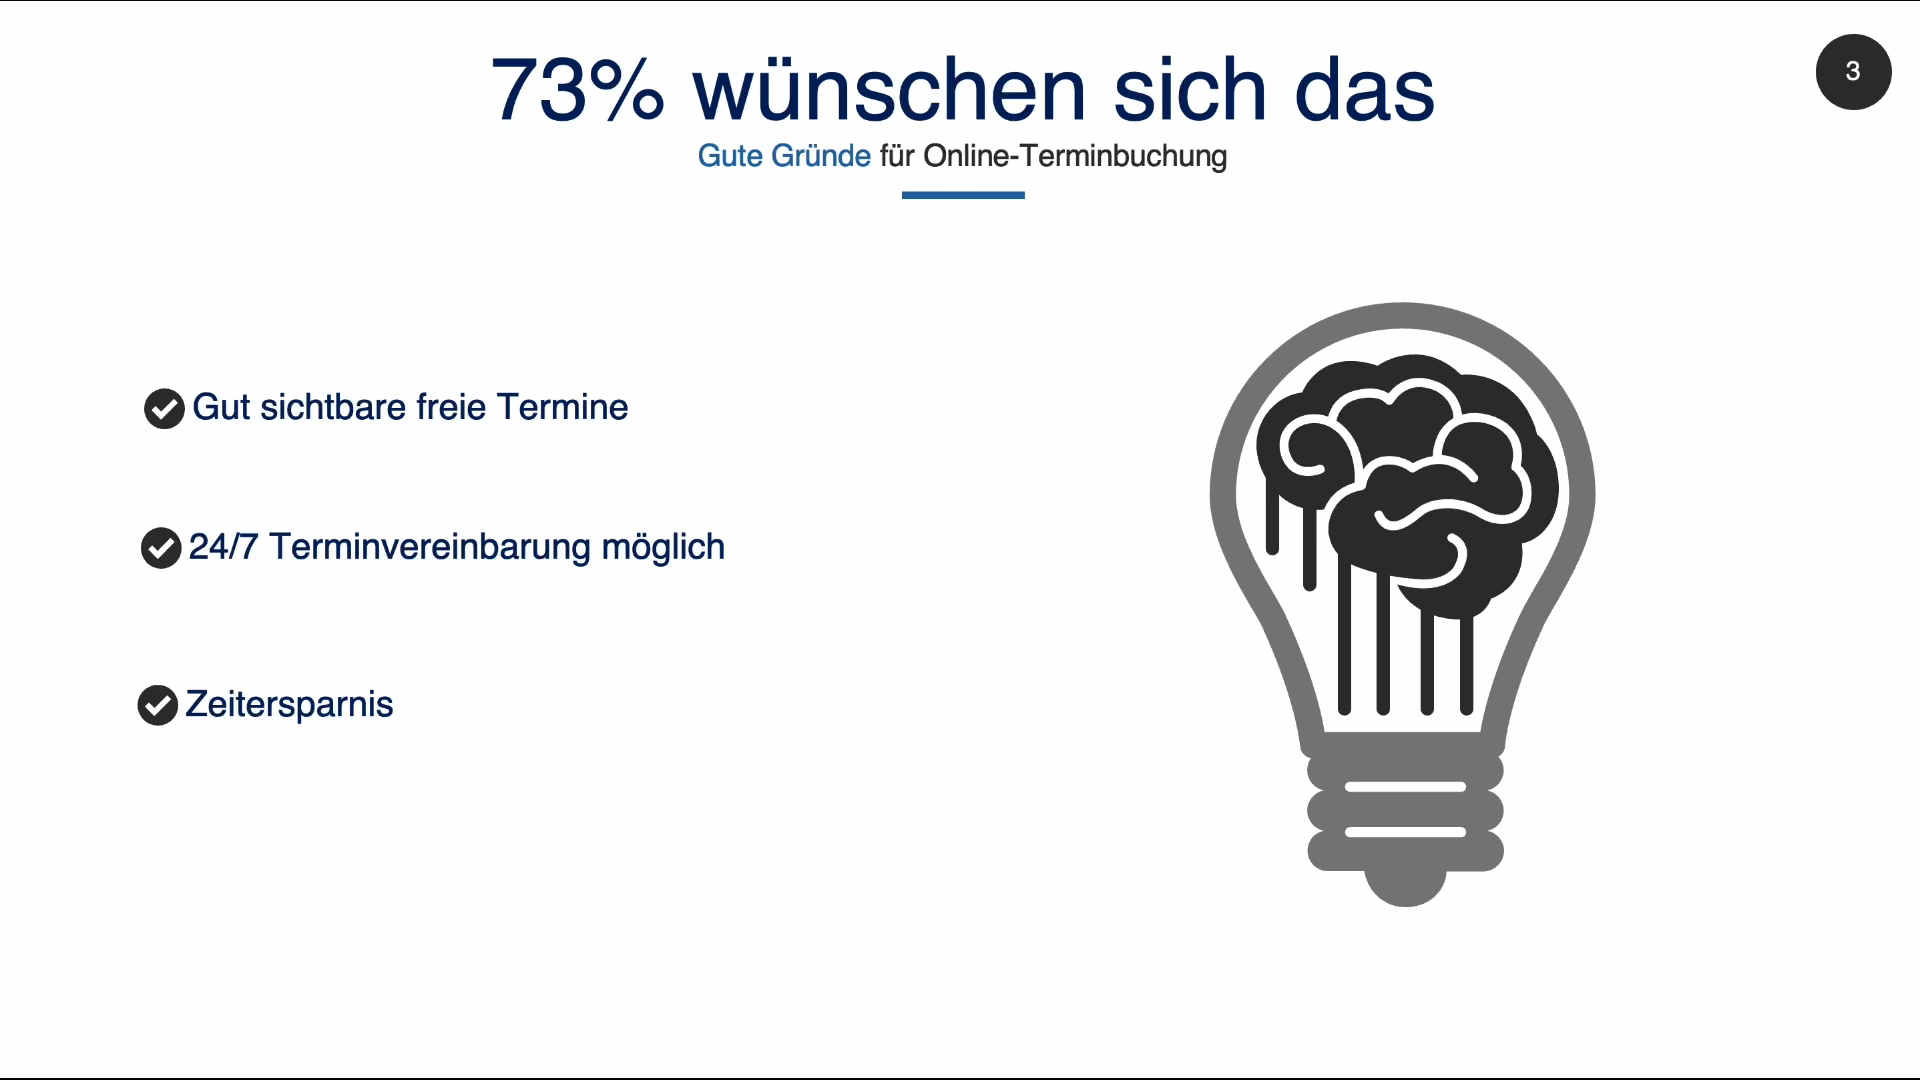 73% wünschen sich das
3
Gute Gründe für Online-Terminbuchung
Gut sichtbare freie Termine
24/7 Terminvereinbarung möglich
Zeitersparnis